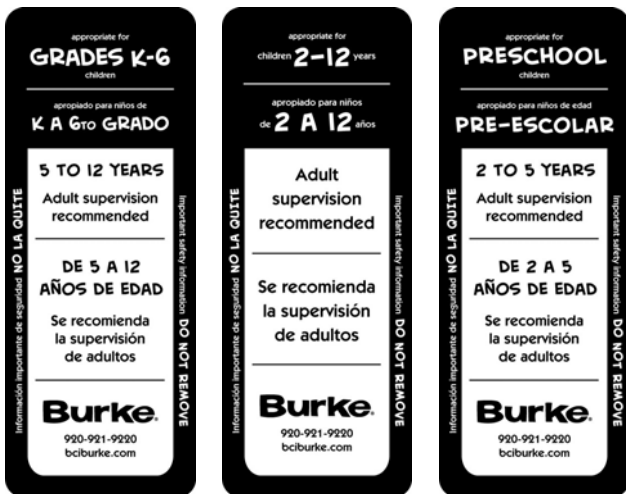 appropriate for
GRADES K-6
children
apropiado para niños de
K A 6TO GRADO
5 TO 12 YEARS
Adult supervision
recommended
DE 5 A 12
AÑOS DE EDAD
Se recomienda
la supervisión
de adultos
Burke®
920-921-9220
bciburke.com
Información importante de seguridad NO LA QUITE
Important safety information DO NOT REMOVE
appropriate for
children 2-12 years
apropiado para niños
de 2 A 12 años
Adult
supervision
recommended
Se recomienda
la supervisión
de adultos
Burke®
920-921-9220
bciburke.com
Información importante de seguridad NO LA QUITE
Important safety information DO NOT REMOVE
appropriate for
PRESCHOOL
children
apropiado para niños de edad
PRE-ESCOLAR
2 TO 5 YEARS
Adult supervision
recommended
DE 2 A 5
AÑOS DE EDAD
Se recomienda
la supervisión
de adultos
Burke®
920-921-9220
bciburke.com
Información importante de seguridad NO LA QUITE
Important safety information DO NOT REMOVE